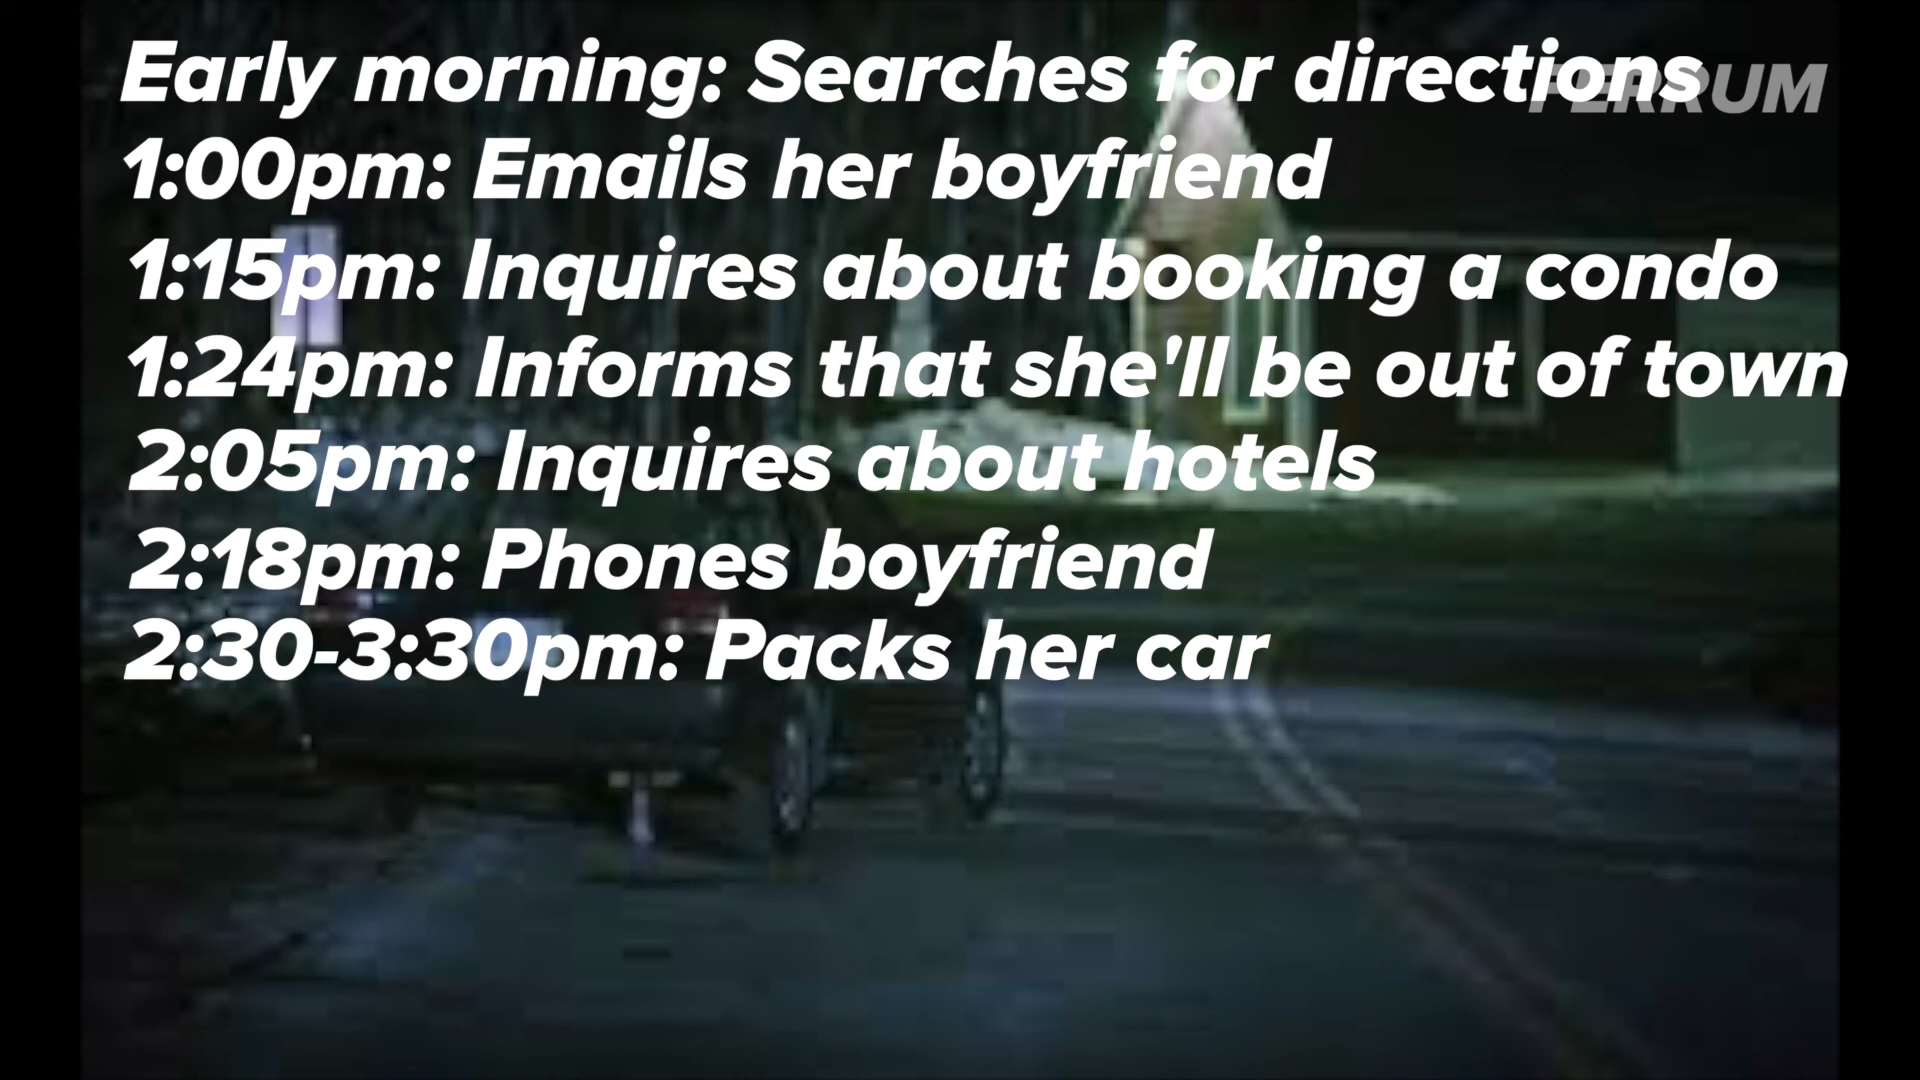 Early morning: Searches for directions
FERRUM
1:00pm: Emails her boyfriend
1:15pm: Inquires about booking a condo
1:24pm: Informs that she'll be out of town
2:05pm: Inquires about hotels
2:18pm: Phones boyfriend
2:30-3:30pm: Packs her car